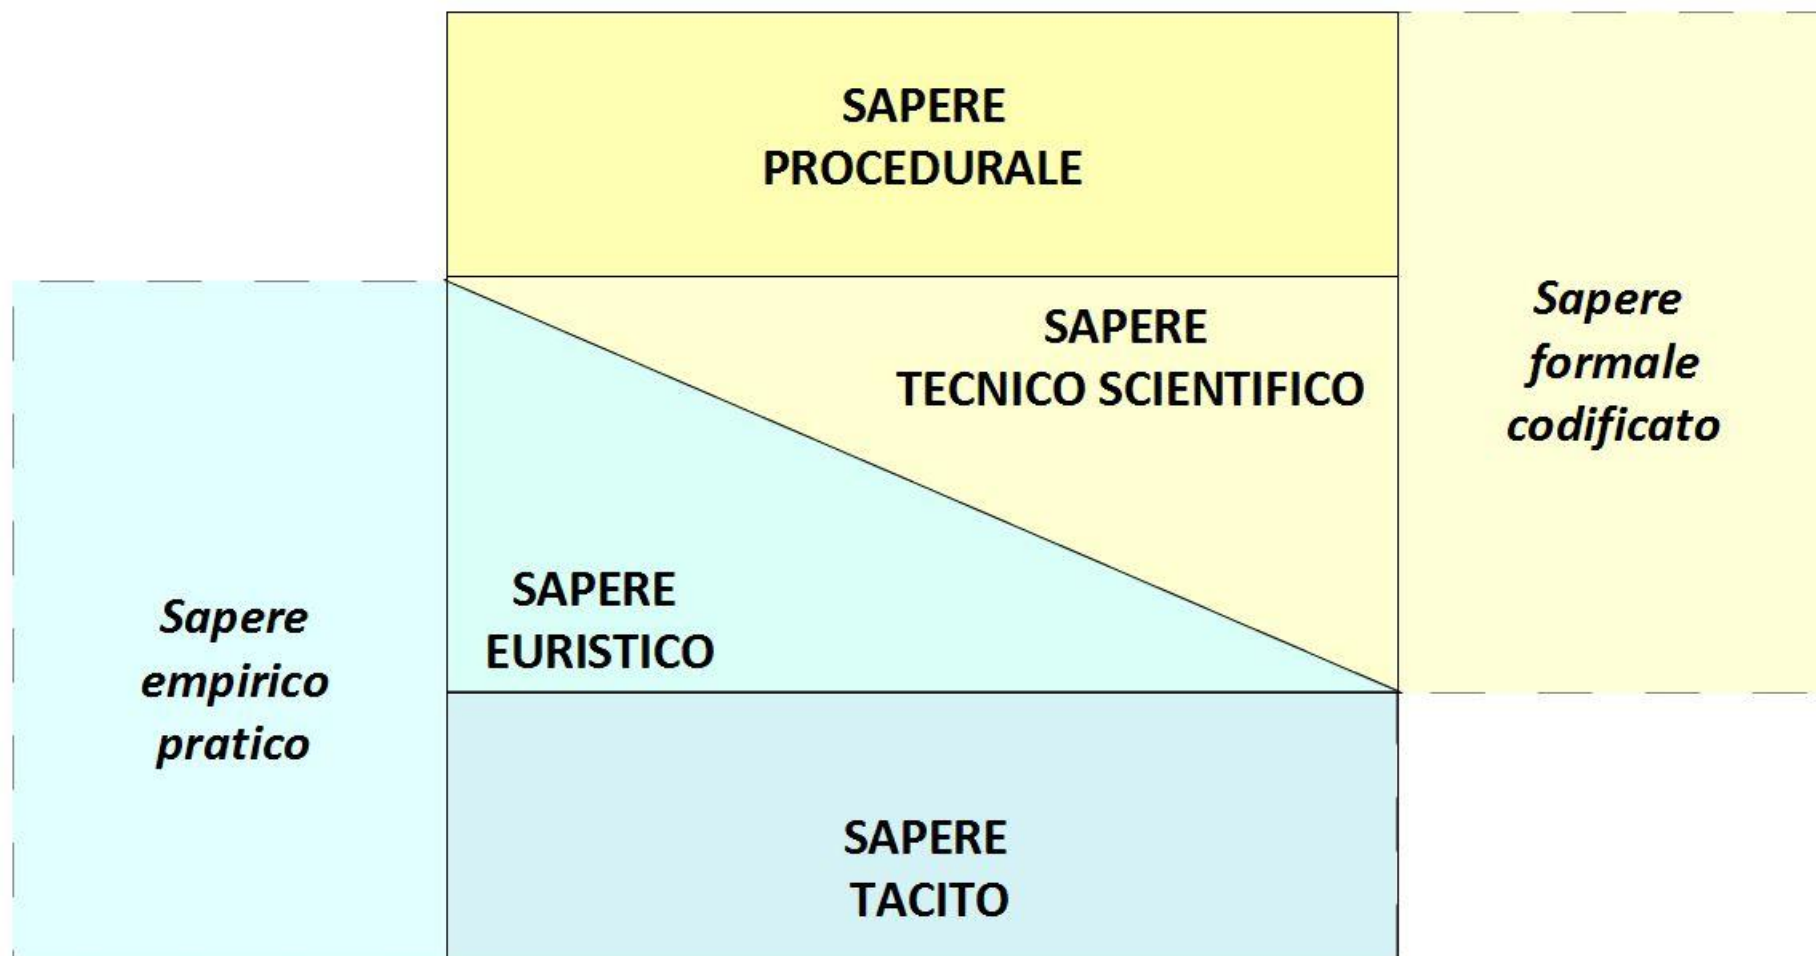 SAPERE
PROCEDURALE
SAPERE
TECNICO SCIENTIFICO
Sapere
formale
codificato
SAPERE
EURISTICO
Sapere
empirico
pratico
SAPERE
TACITO